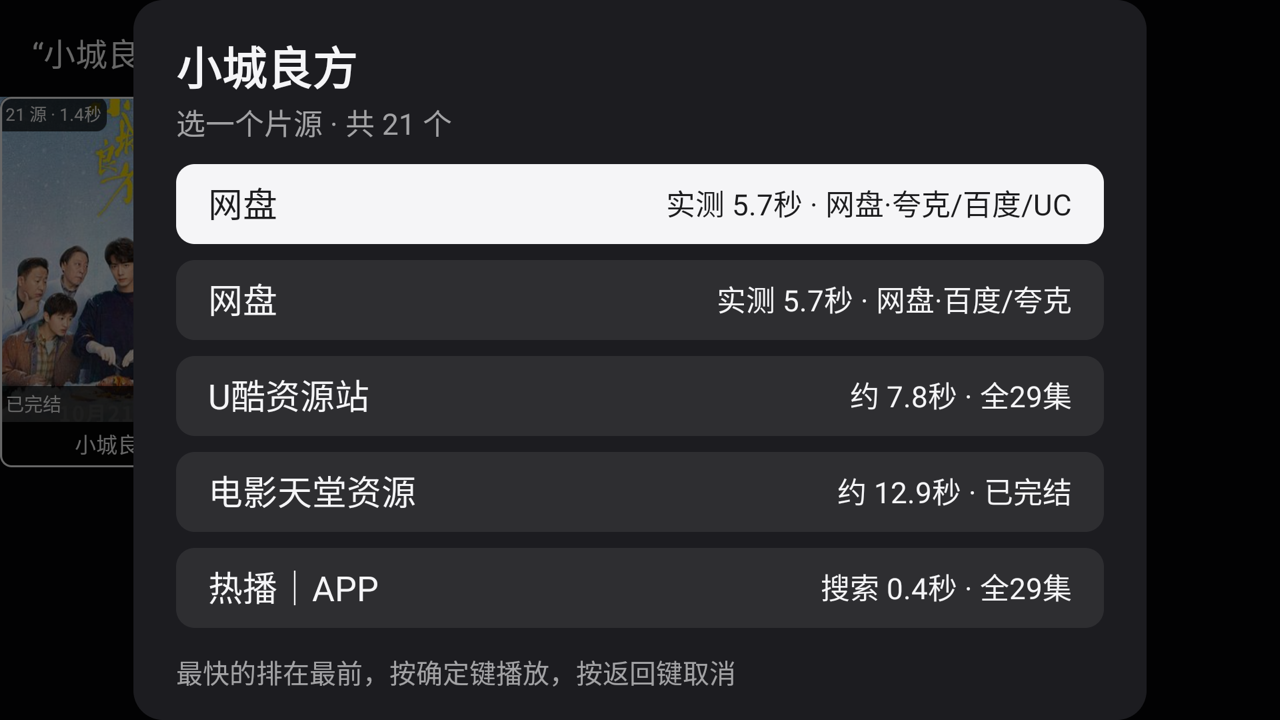 “小城良
21 源 · 1.4秒
已完结
小城良
小城良方
选一个片源 · 共 21 个
网盘
实测 5.7秒 · 网盘·夸克/百度/UC
网盘
实测 5.7秒 · 网盘·百度/夸克
U酷资源站
约 7.8秒 · 全29集
电影天堂资源
约 12.9秒 · 已完结
热播｜APP
搜索 0.4秒 · 全29集
最快的排在最前，按确定键播放，按返回键取消